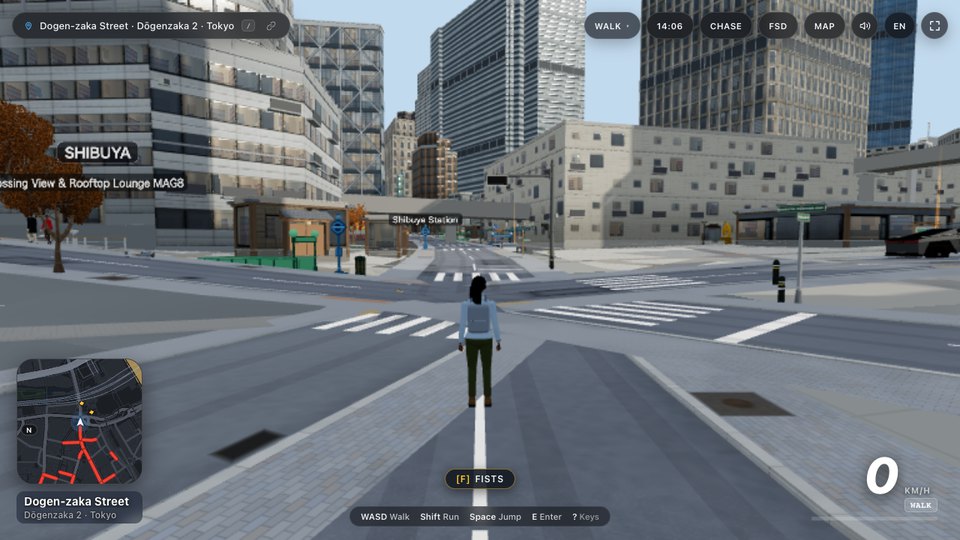 Dogen-zaka Street · Dōgenzaka 2 · Tokyo /
WALK ·
14:06
CHASE
FSD
MAP
EN
SHIBUYA
ossing View & Rooftop Lounge MAG8
Shibuya Station
N
Dogen-zaka Street
Dōgenzaka 2 · Tokyo
[F] FISTS
WASD Walk Shift Run Space Jump E Enter ? Keys
0
KM/H
WALK